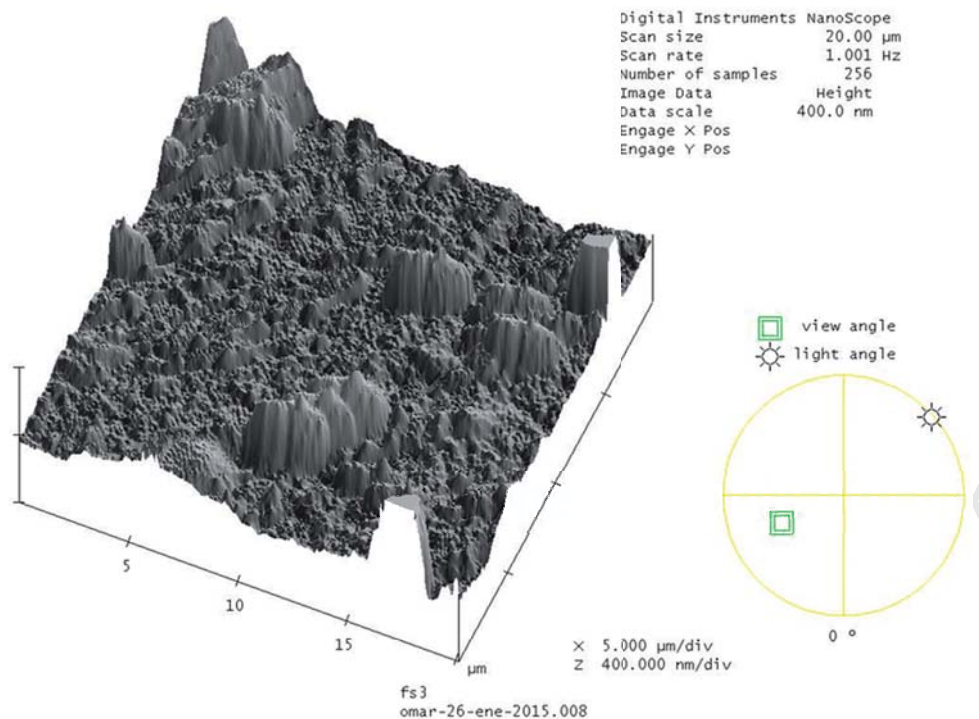 Digital Instruments NanoScope
Scan size 20.00 µm
Scan rate 1.001 Hz
Number of samples 256
Image Data Height
Data scale 400.0 nm
Engage X Pos
Engage Y Pos
view angle
light angle
0 º
5
10
15
µm
X 5.000 µm/div
Z 400.000 nm/div
fs3
omar-26-ene-2015.008